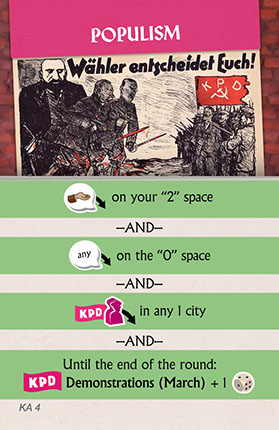 POPULISM
Wähler entscheidet Euch!
KPD
on your “2” space
–AND–
any on the “0” space
–AND–
KPD in any 1 city
–AND–
Until the end of the round:
KPD Demonstrations (March) + 1
KA 4